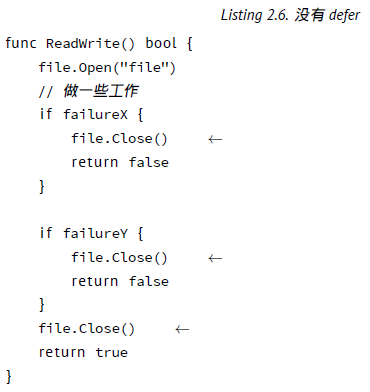 Listing 2.6. 没有 defer
func ReadWrite() bool {
    file.Open("file")
    // 做一些工作
    if failureX {
        file.Close()    ←
        return false
    }

    if failureY {
        file.Close()    ←
        return false
    }
    file.Close()    ←
    return true
}